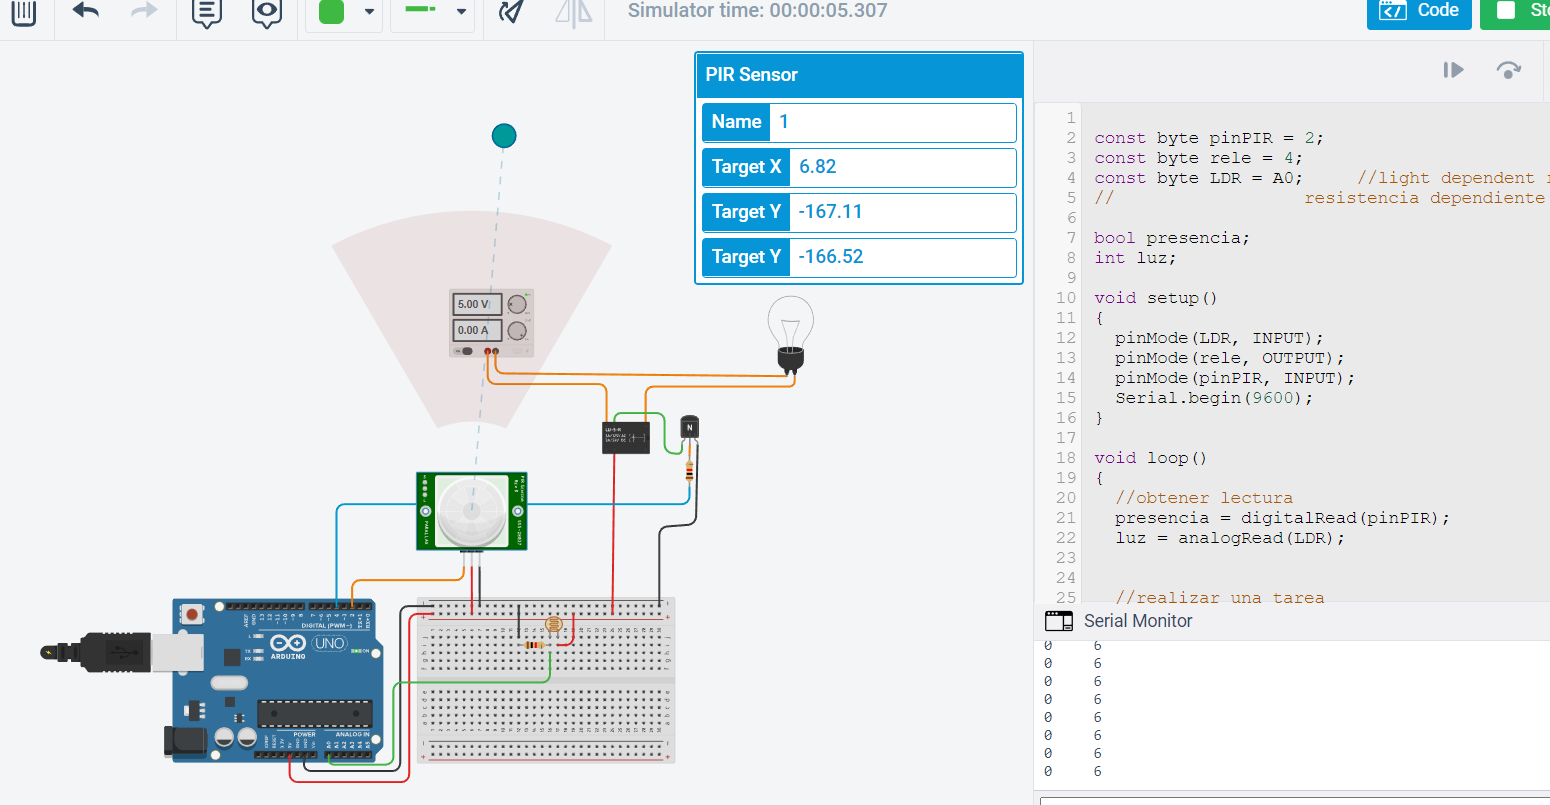 Simulator time: 00:00:05.307
Code
PIR Sensor
Name 1
Target X 6.82
Target Y -167.11
Target Y -166.52
5.00 V
0.00 A
N
DIGITAL (PWM~)
UNO
ARDUINO
ON
POWER
ANALOG IN
1
2 const byte pinPIR = 2;
3 const byte rele = 4;
4 const byte LDR = A0; //light dependent
5 // resistencia dependiente
6
7 bool presencia;
8 int luz;
9
10 void setup()
11 {
12 pinMode(LDR, INPUT);
13 pinMode(rele, OUTPUT);
14 pinMode(pinPIR, INPUT);
15 Serial.begin(9600);
16 }
17
18 void loop()
19 {
20 //obtener lectura
21 presencia = digitalRead(pinPIR);
22 luz = analogRead(LDR);
23
24
25 //realizar una tarea
Serial Monitor
0 6
0 6
0 6
0 6
0 6
0 6
0 6
0 6